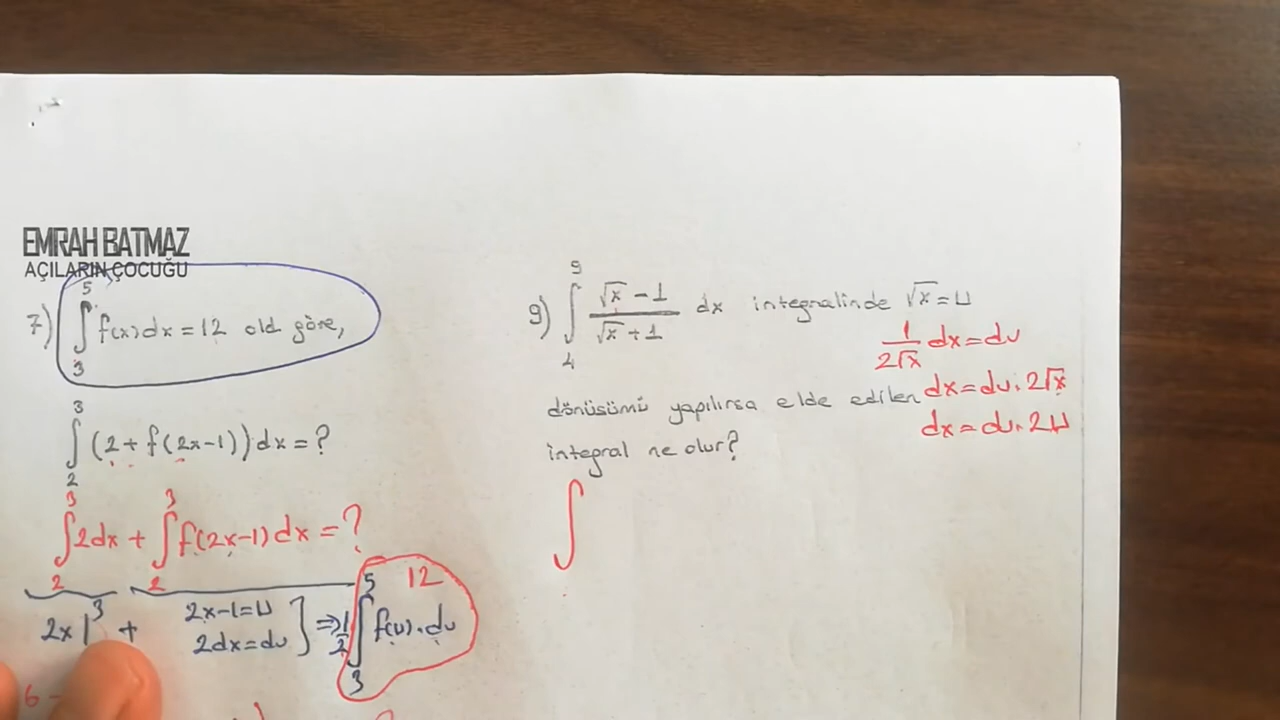 EMRAH BATMAZ
AÇILARIN ÇOCUĞU
7) ∫₃⁵ f(x)dx = 12 old göre,
∫₂³ (2 + f(2x-1)) dx = ?
∫₂³ 2dx + ∫₂³ f(2x-1) dx = ?
2x |³ +
2x-1=u
2dx=du
] ⇒ 1/2 ∫₃⁵ f(u).du
12
6 -
9) ∫₄⁹ (√x - 1)/(√x + 1) dx integralinde √x = u
1/(2√x) dx = du
dönüsümü yapılırsa elde edilen
dx = du.2√x
dx = du.2u
integral ne olur?
∫